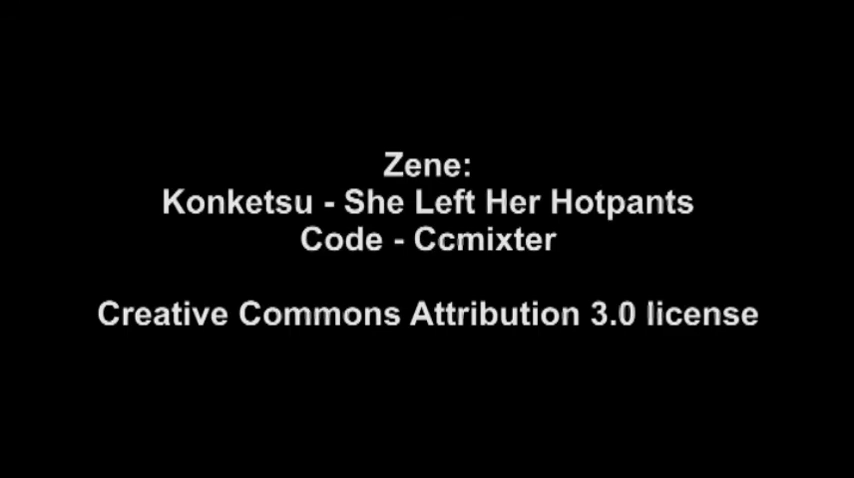 Zene:
Konketsu - She Left Her Hotpants
Code - Ccmixter
Creative Commons Attribution 3.0 license